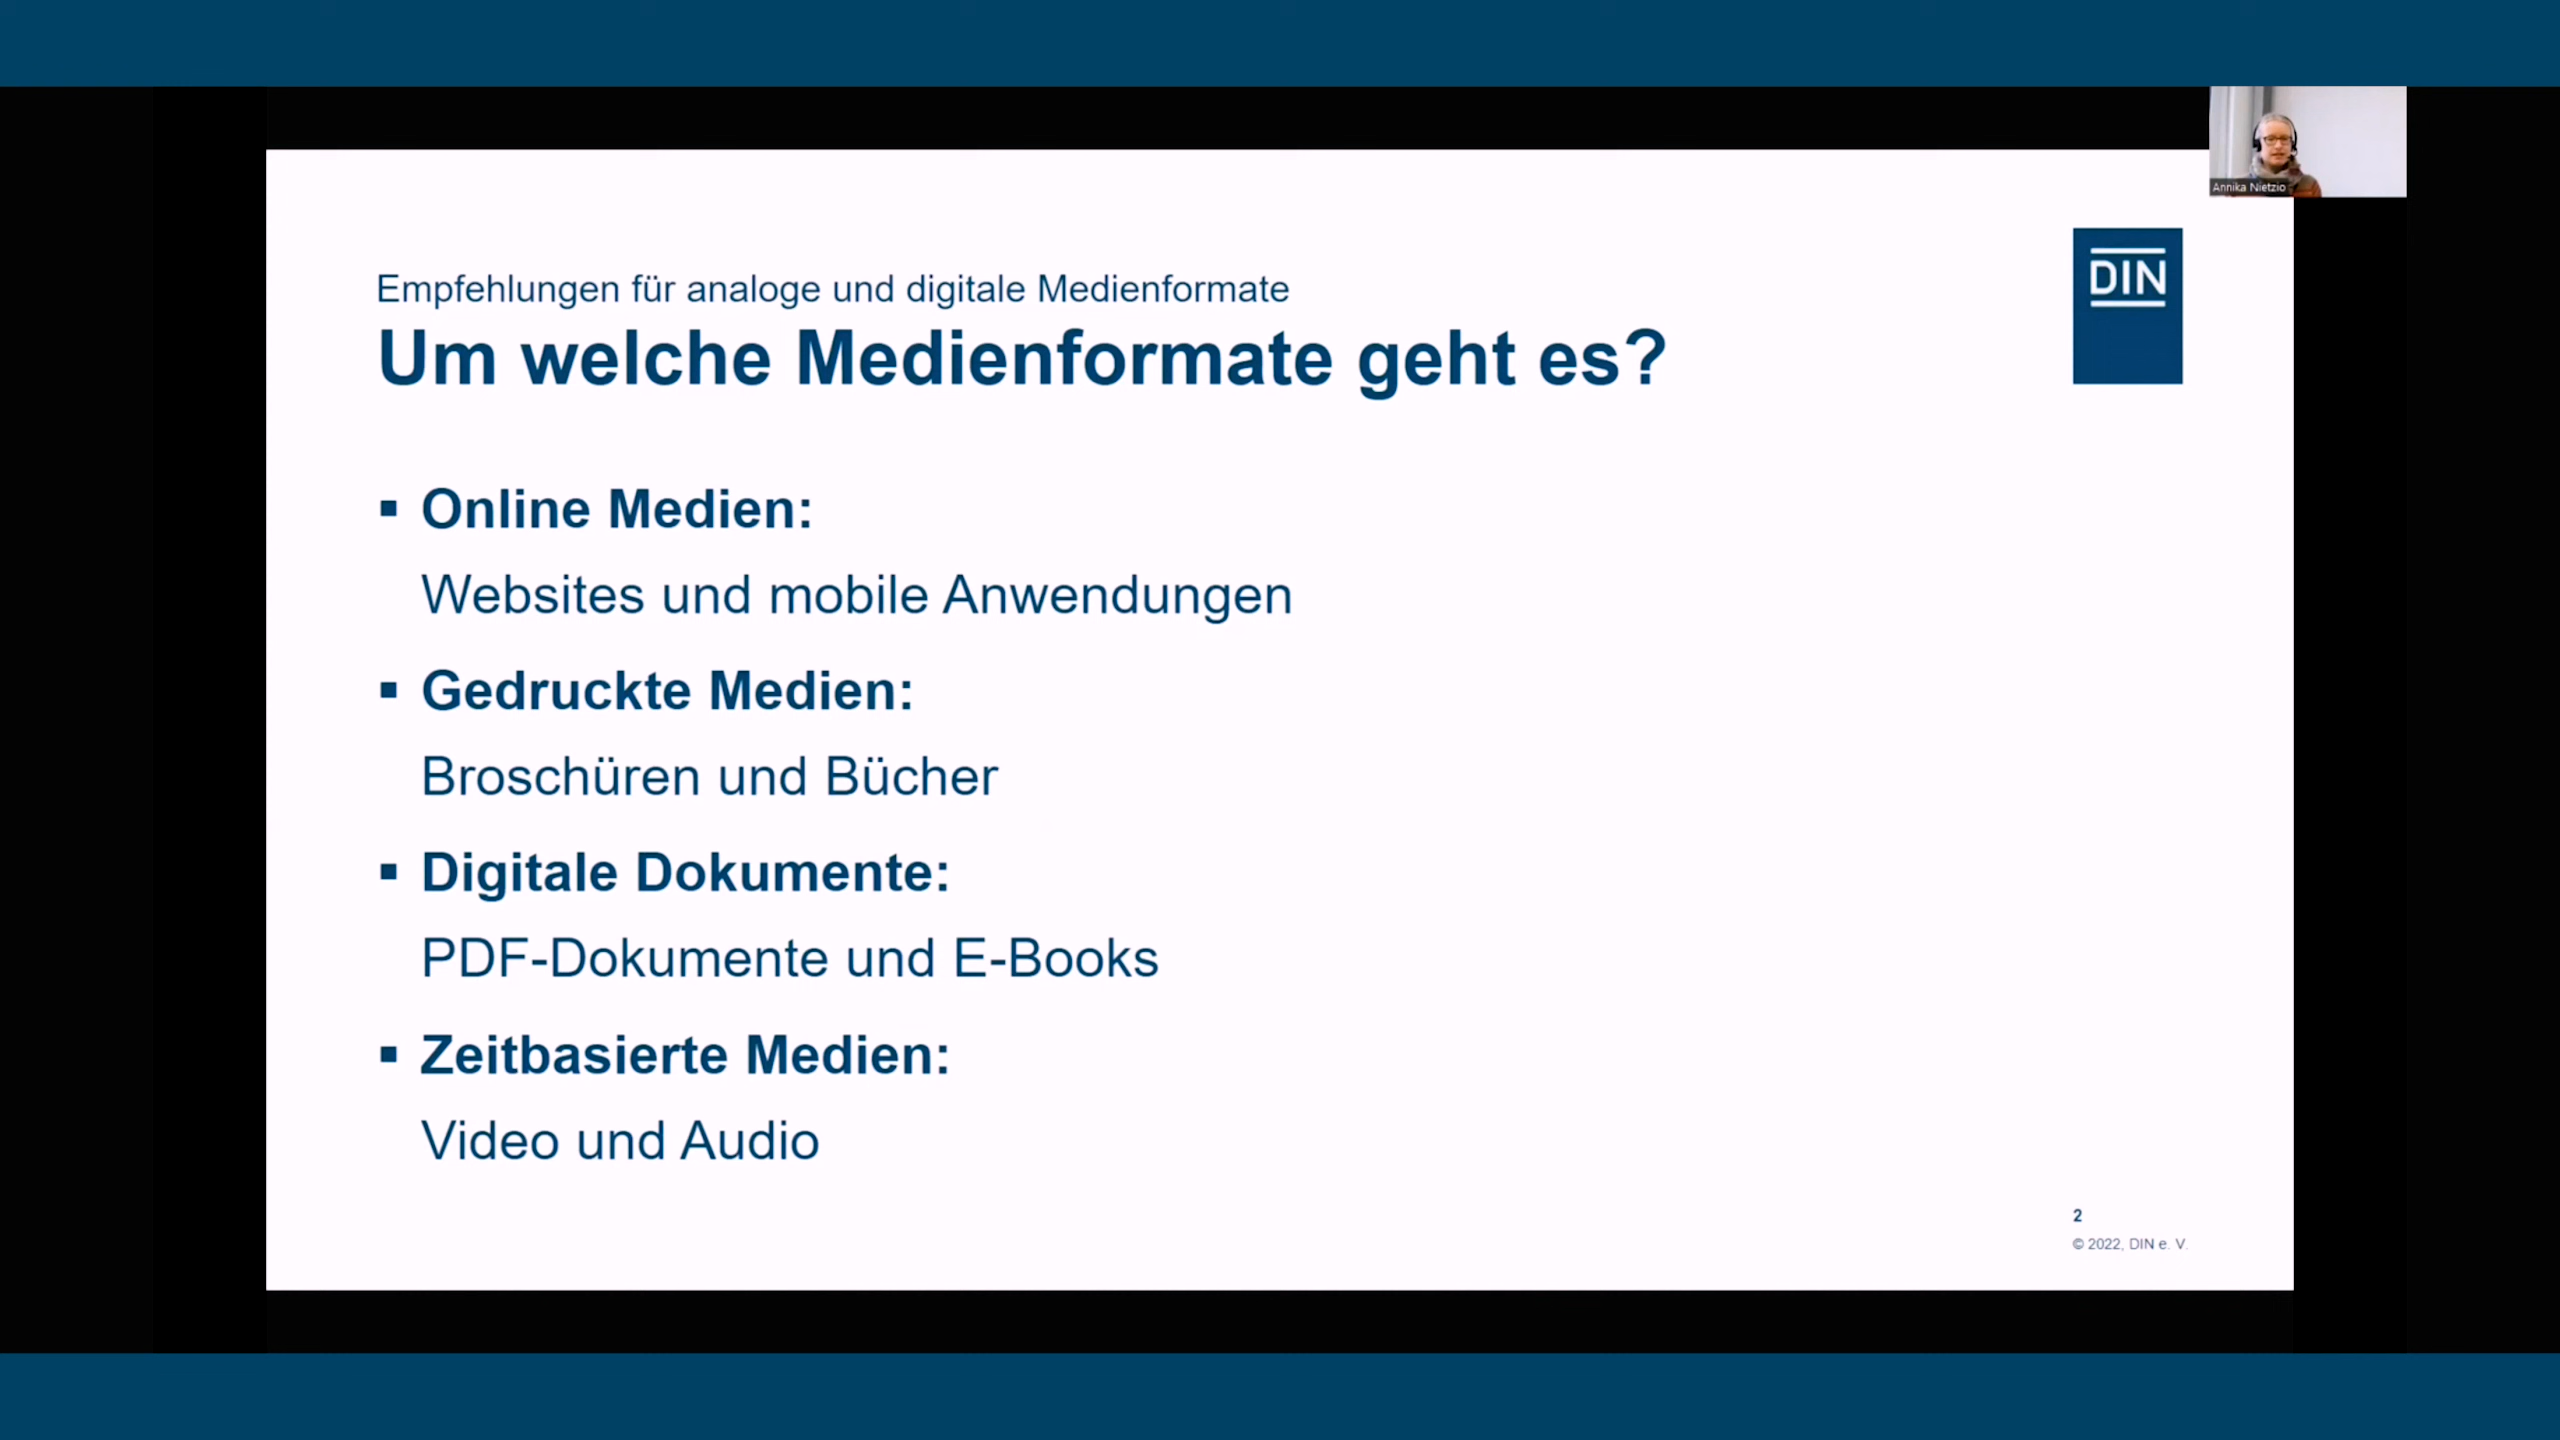 Annika Nietzio
DIN
Empfehlungen für analoge und digitale Medienformate
Um welche Medienformate geht es?
▪ Online Medien:
Websites und mobile Anwendungen
▪ Gedruckte Medien:
Broschüren und Bücher
▪ Digitale Dokumente:
PDF-Dokumente und E-Books
▪ Zeitbasierte Medien:
Video und Audio
2
© 2022, DIN e. V.